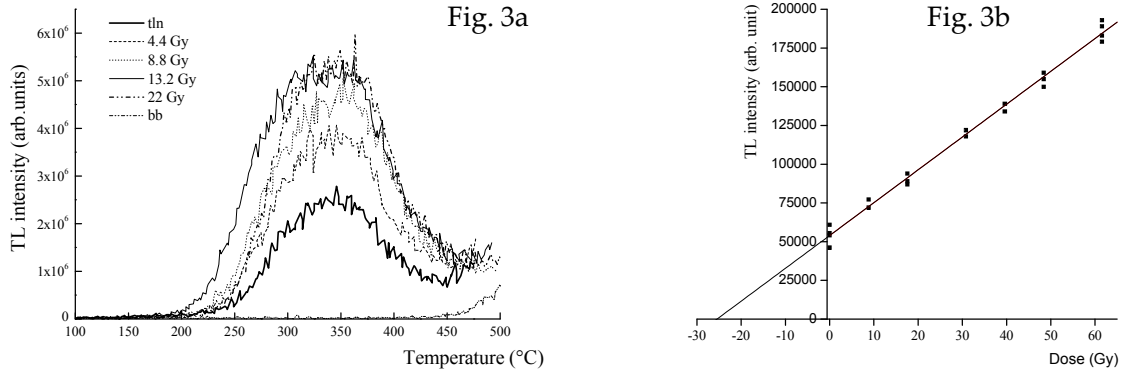 Fig. 3a
TL intensity (arb.units)
6x10⁶
5x10⁶
4x10⁶
3x10⁶
2x10⁶
1x10⁶
0
tln
4.4 Gy
8.8 Gy
13.2 Gy
22 Gy
bb
100 150 200 250 300 350 400 450 500
Temperature (°C)
Fig. 3b
TL intensity (arb. unit)
200000
175000
150000
125000
100000
75000
50000
25000
0
-30 -20 -10 0 10 20 30 40 50 60
Dose (Gy)